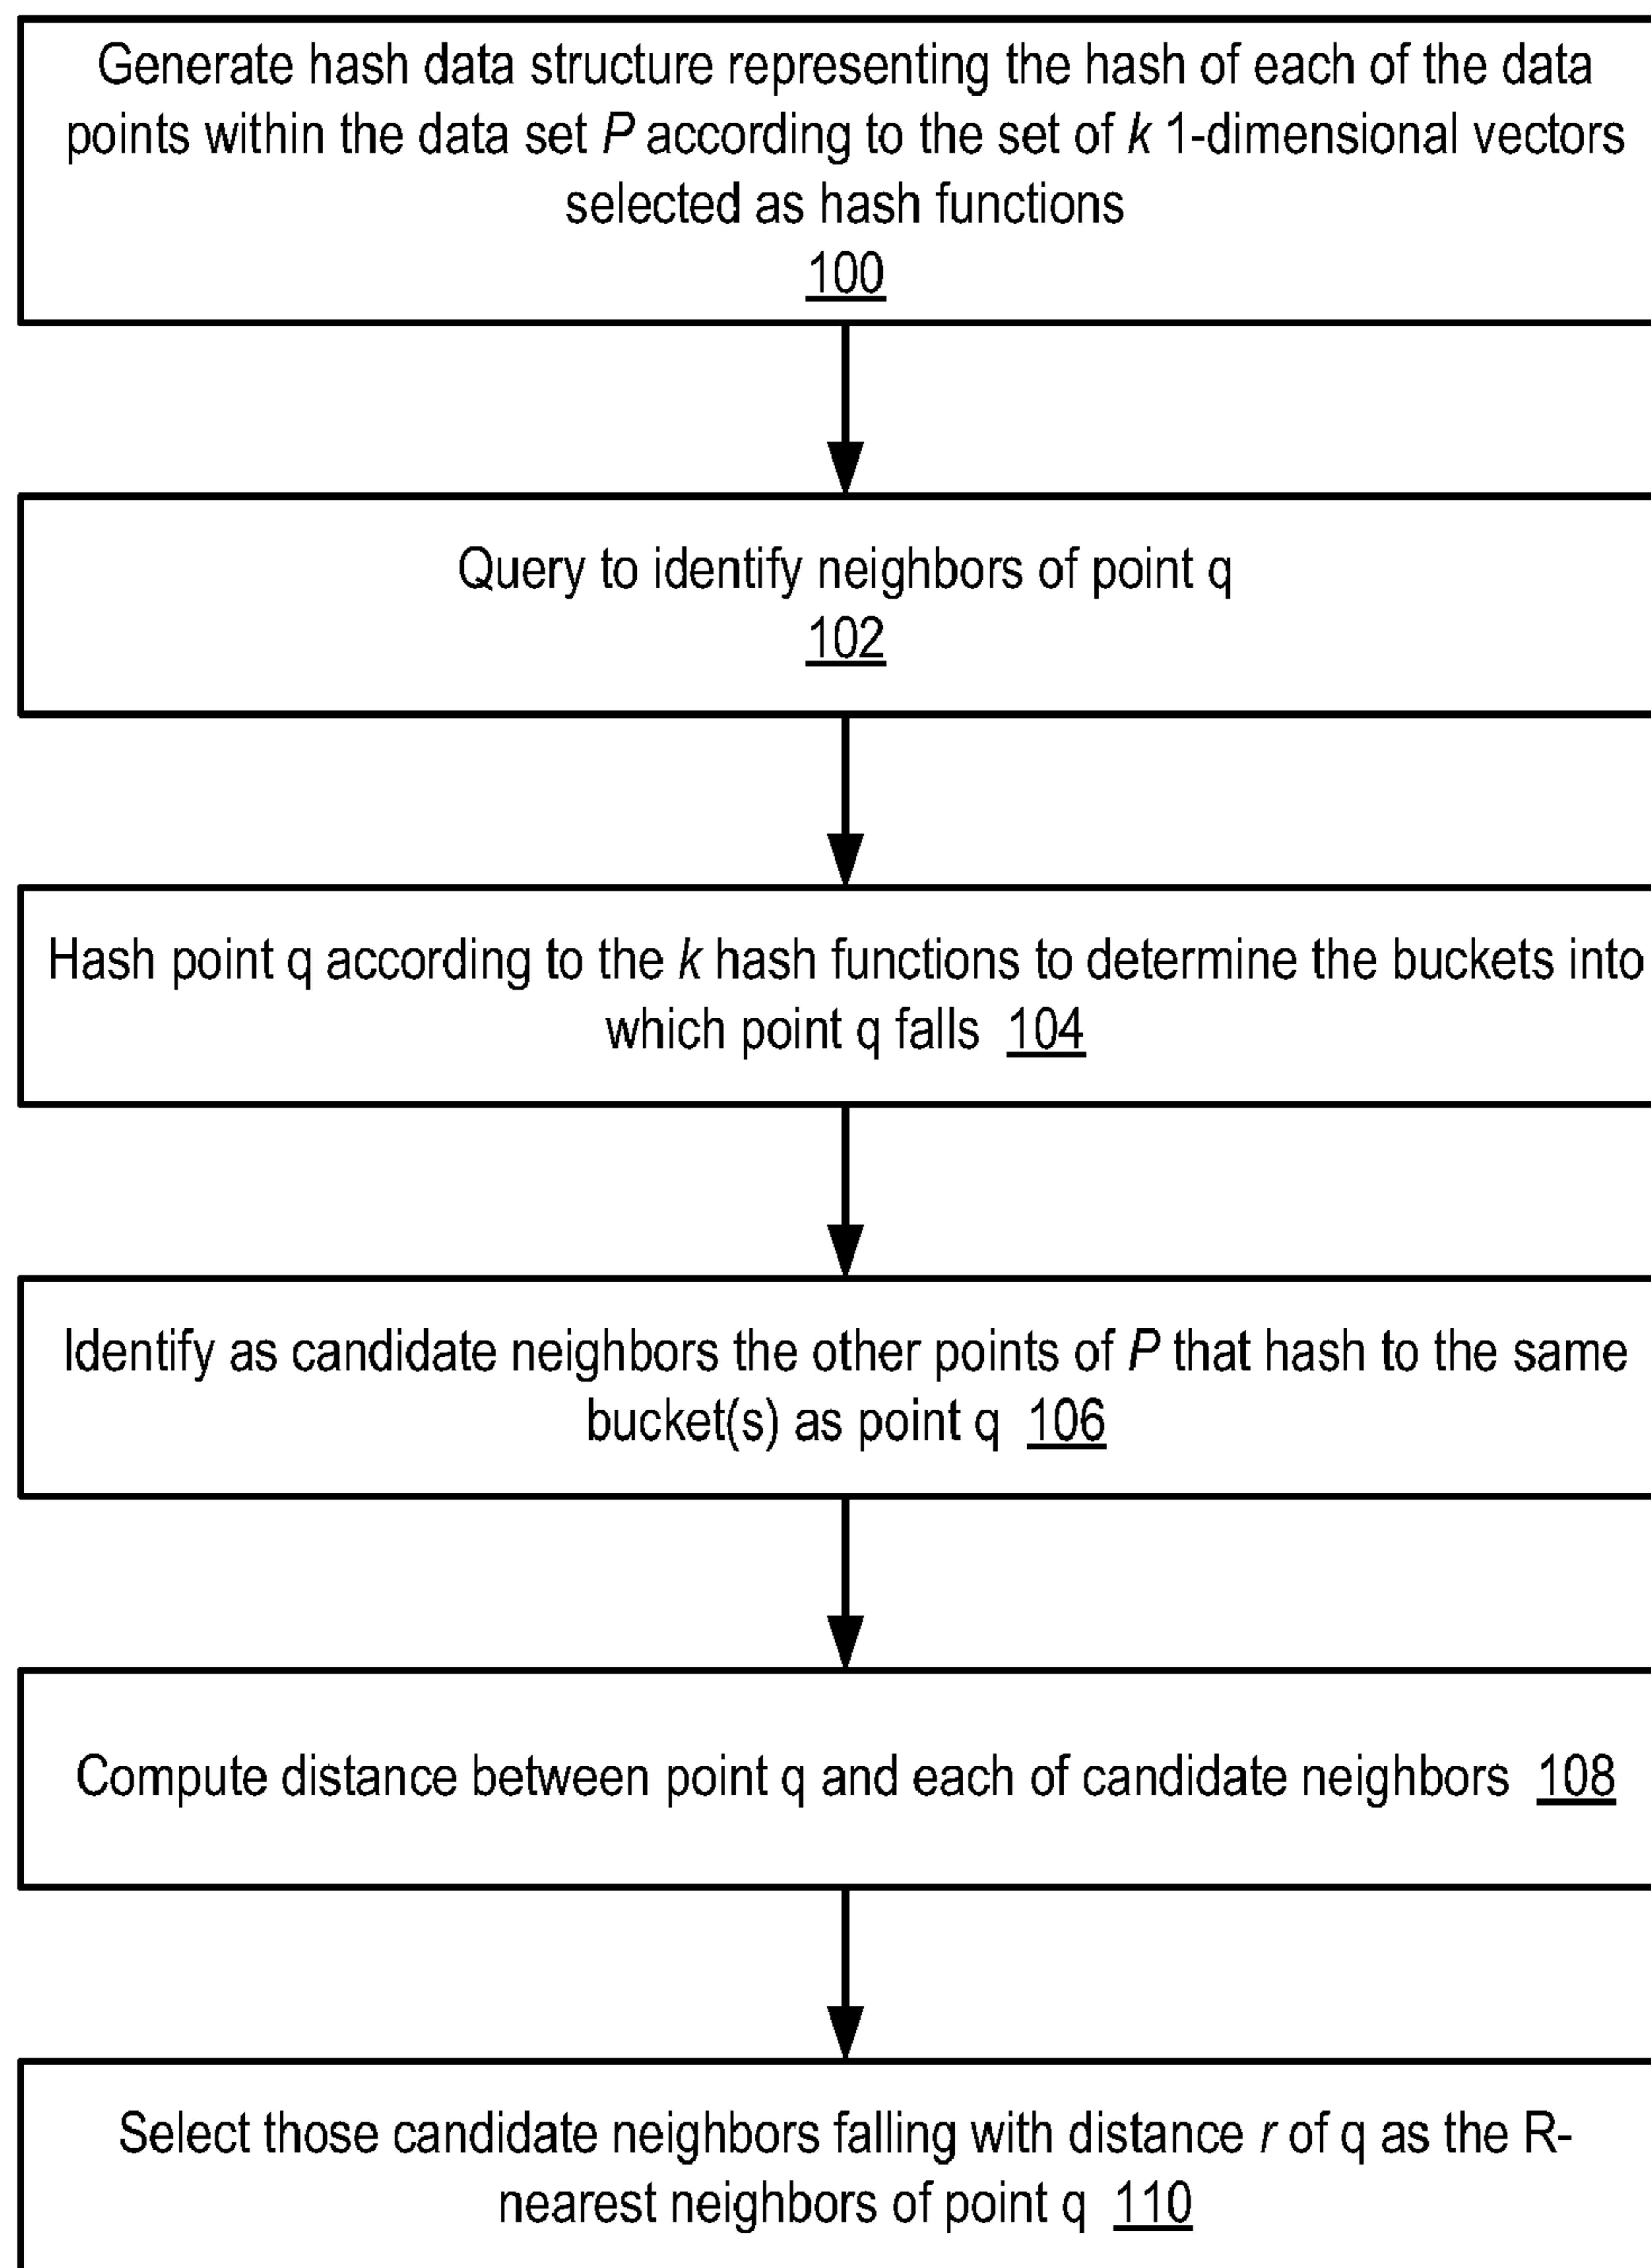 Generate hash data structure representing the hash of each of the data
points within the data set P according to the set of k 1-dimensional vectors
selected as hash functions
100
Query to identify neighbors of point q
102
Hash point q according to the k hash functions to determine the buckets into
which point q falls 104
Identify as candidate neighbors the other points of P that hash to the same
bucket(s) as point q 106
Compute distance between point q and each of candidate neighbors 108
Select those candidate neighbors falling with distance r of q as the R-
nearest neighbors of point q 110